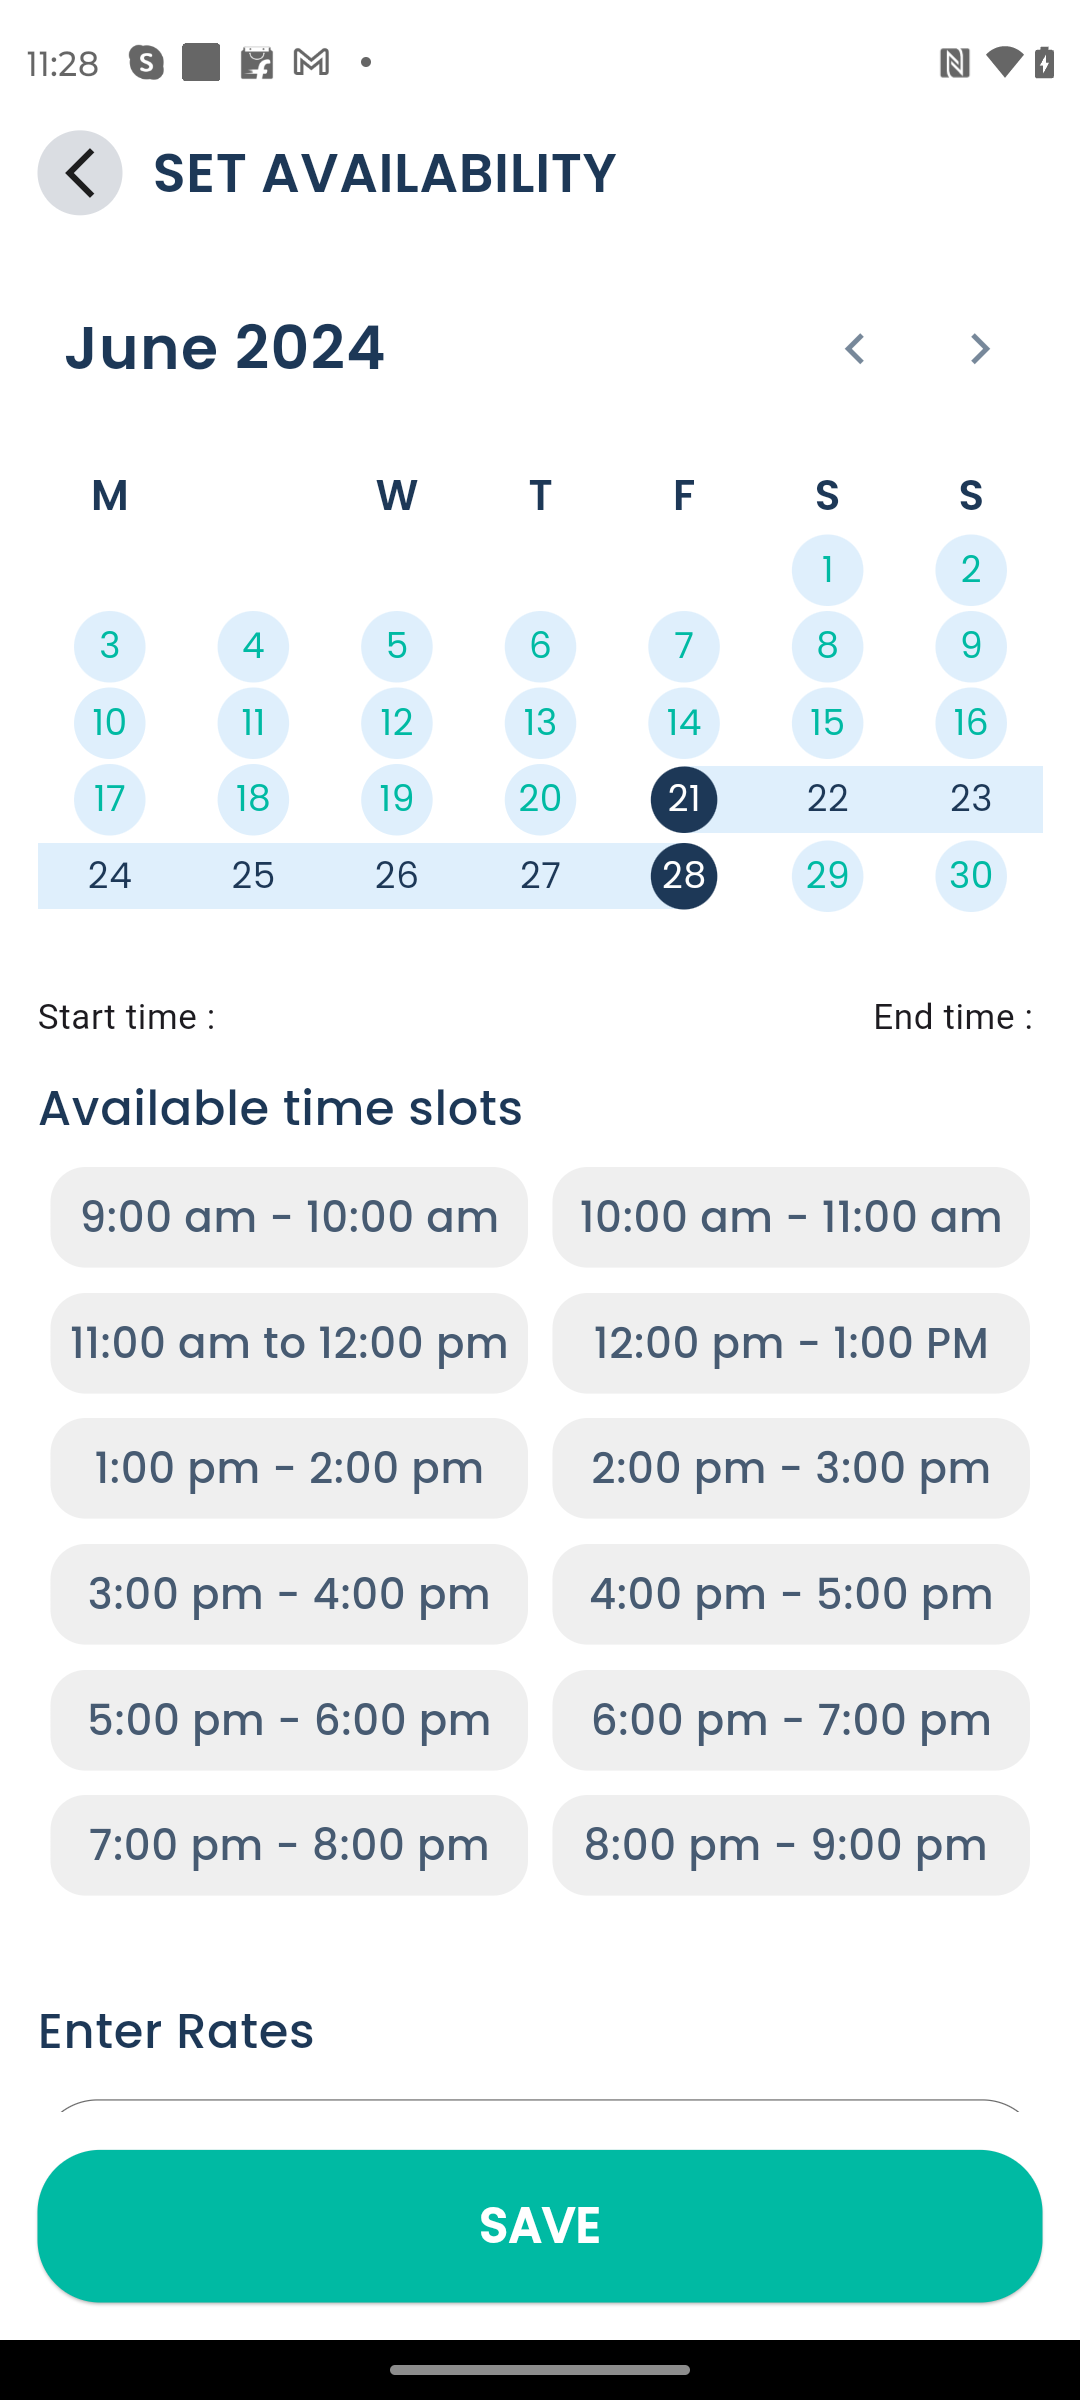 11:28
SET AVAILABILITY
June 2024
M W T F S S
1 2
3 4 5 6 7 8 9
10 11 12 13 14 15 16
17 18 19 20 21 22 23
24 25 26 27 28 29 30
Start time : End time :
Available time slots
9:00 am - 10:00 am 10:00 am - 11:00 am
11:00 am to 12:00 pm 12:00 pm - 1:00 PM
1:00 pm - 2:00 pm 2:00 pm - 3:00 pm
3:00 pm - 4:00 pm 4:00 pm - 5:00 pm
5:00 pm - 6:00 pm 6:00 pm - 7:00 pm
7:00 pm - 8:00 pm 8:00 pm - 9:00 pm
Enter Rates
SAVE